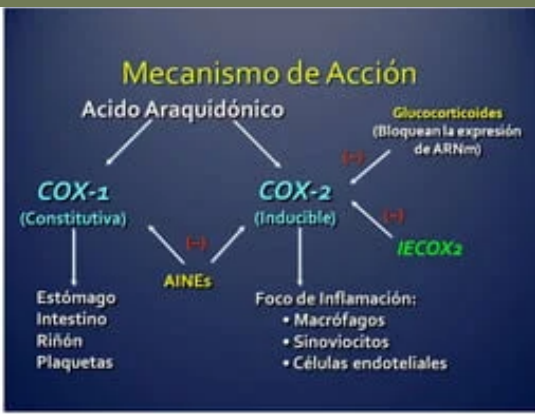 Mecanismo de Acción
Acido Araquidónico
Glucocorticoides
(Bloquean la expresión
de ARNm)
(-)
COX-1
(Constitutiva)
COX-2
(Inducible)
(-)
(-)
IECOX2
AINEs
Estómago
Intestino
Riñón
Plaquetas
Foco de Inflamación:
• Macrófagos
• Sinoviocitos
• Células endoteliales